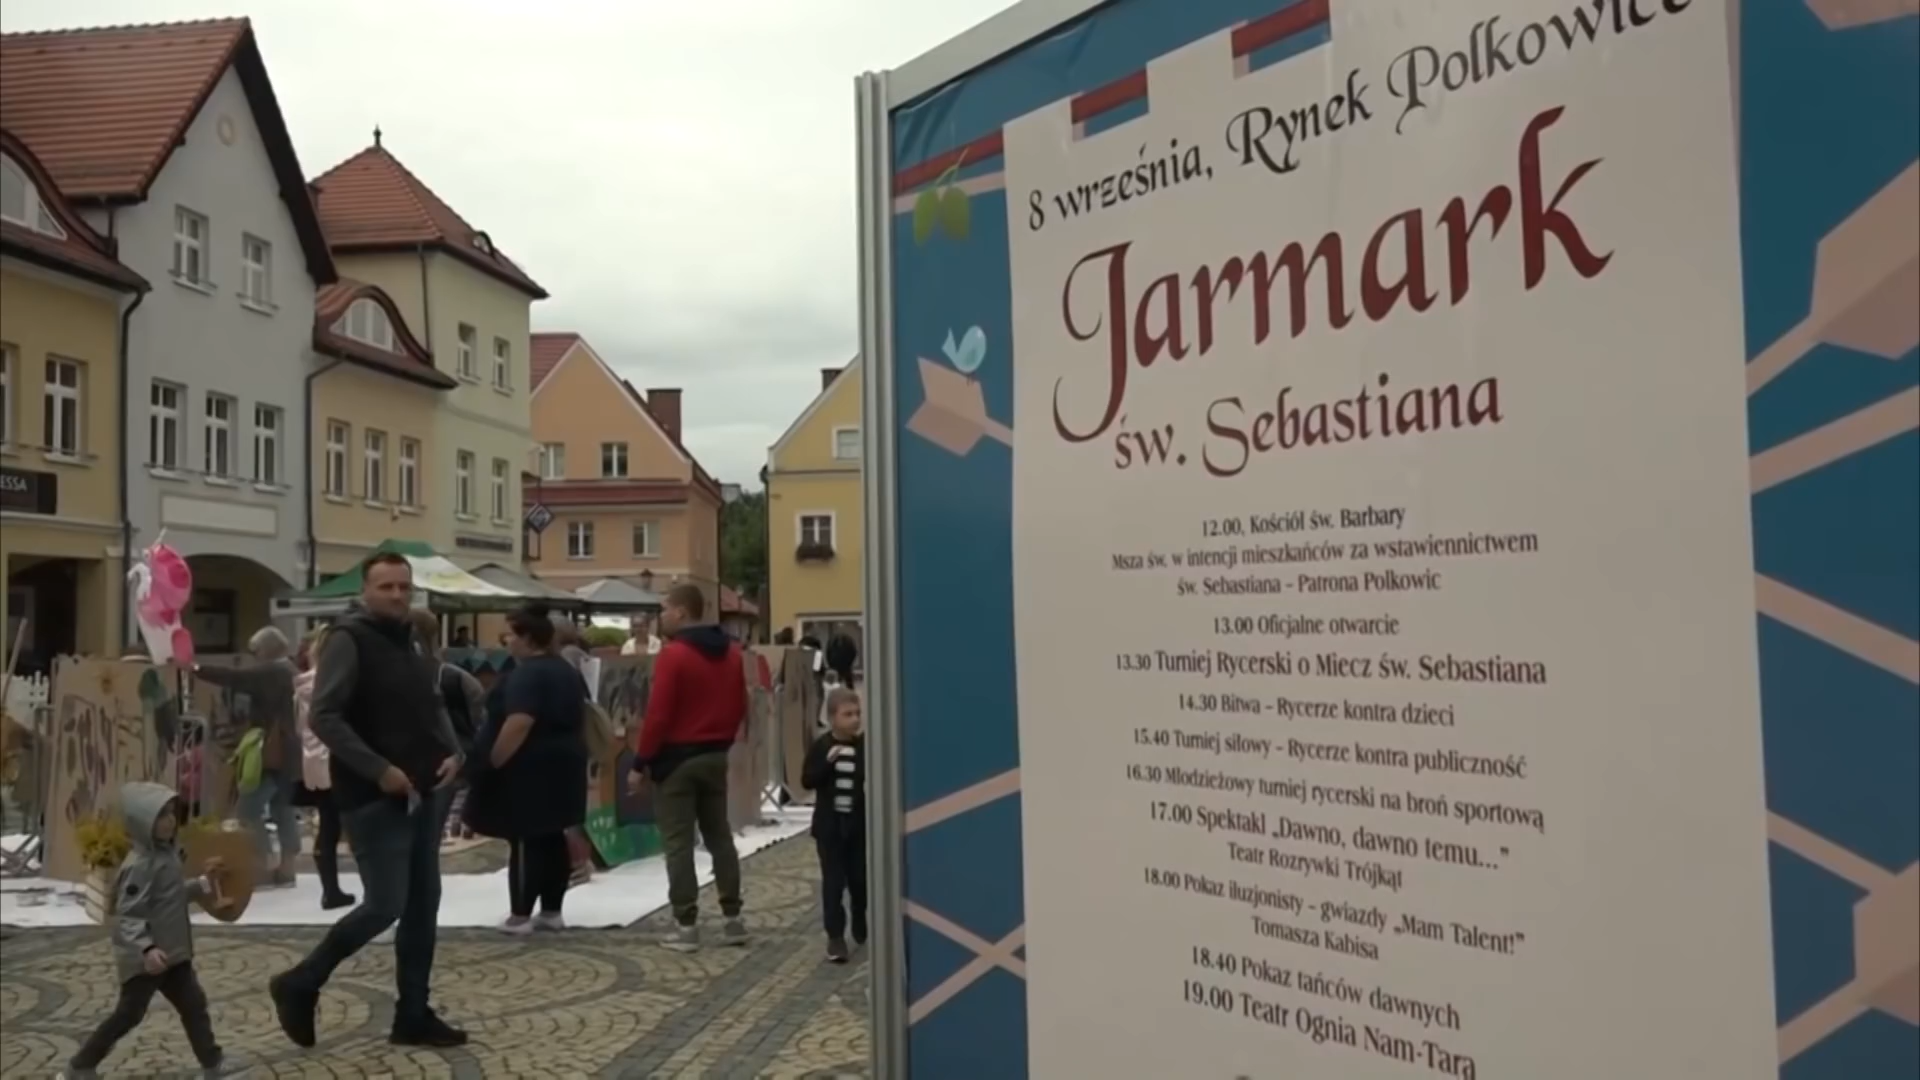 8 września, Rynek Polkowice
Jarmark
św. Sebastiana
12.00, Kościół św. Barbary
Msza św. w intencji mieszkańców za wstawiennictwem
św. Sebastiana – Patrona Polkowic
13.00 Oficjalne otwarcie
13.30 Turniej Rycerski o Miecz św. Sebastiana
14.30 Bitwa – Rycerze kontra dzieci
15.40 Turniej siłowy – Rycerze kontra publiczność
16.30 Młodzieżowy turniej rycerski na broń sportową
17.00 Spektakl „Dawno, dawno temu...”
Teatr Rozrywki Trójkąt
18.00 Pokaz iluzjonisty – gwiazdy „Mam Talent!”
Tomasza Kabisa
18.40 Pokaz tańców dawnych
19.00 Teatr Ognia Nam-Tara
ESSA